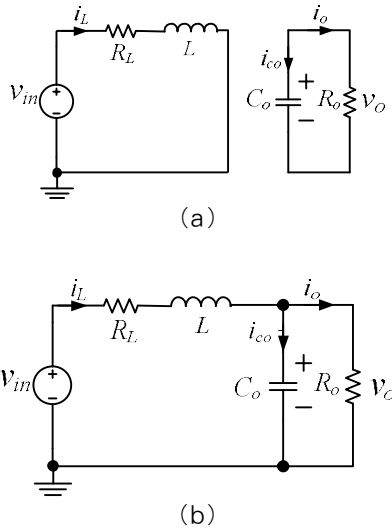 i_L
R_L
L
v_in
+
-
i_o
i_co
+
-
C_o
R_o
v_O
(a)
i_L
R_L
L
i_o
i_co
v_in
+
-
+
-
C_o
R_o
v_O
(b)